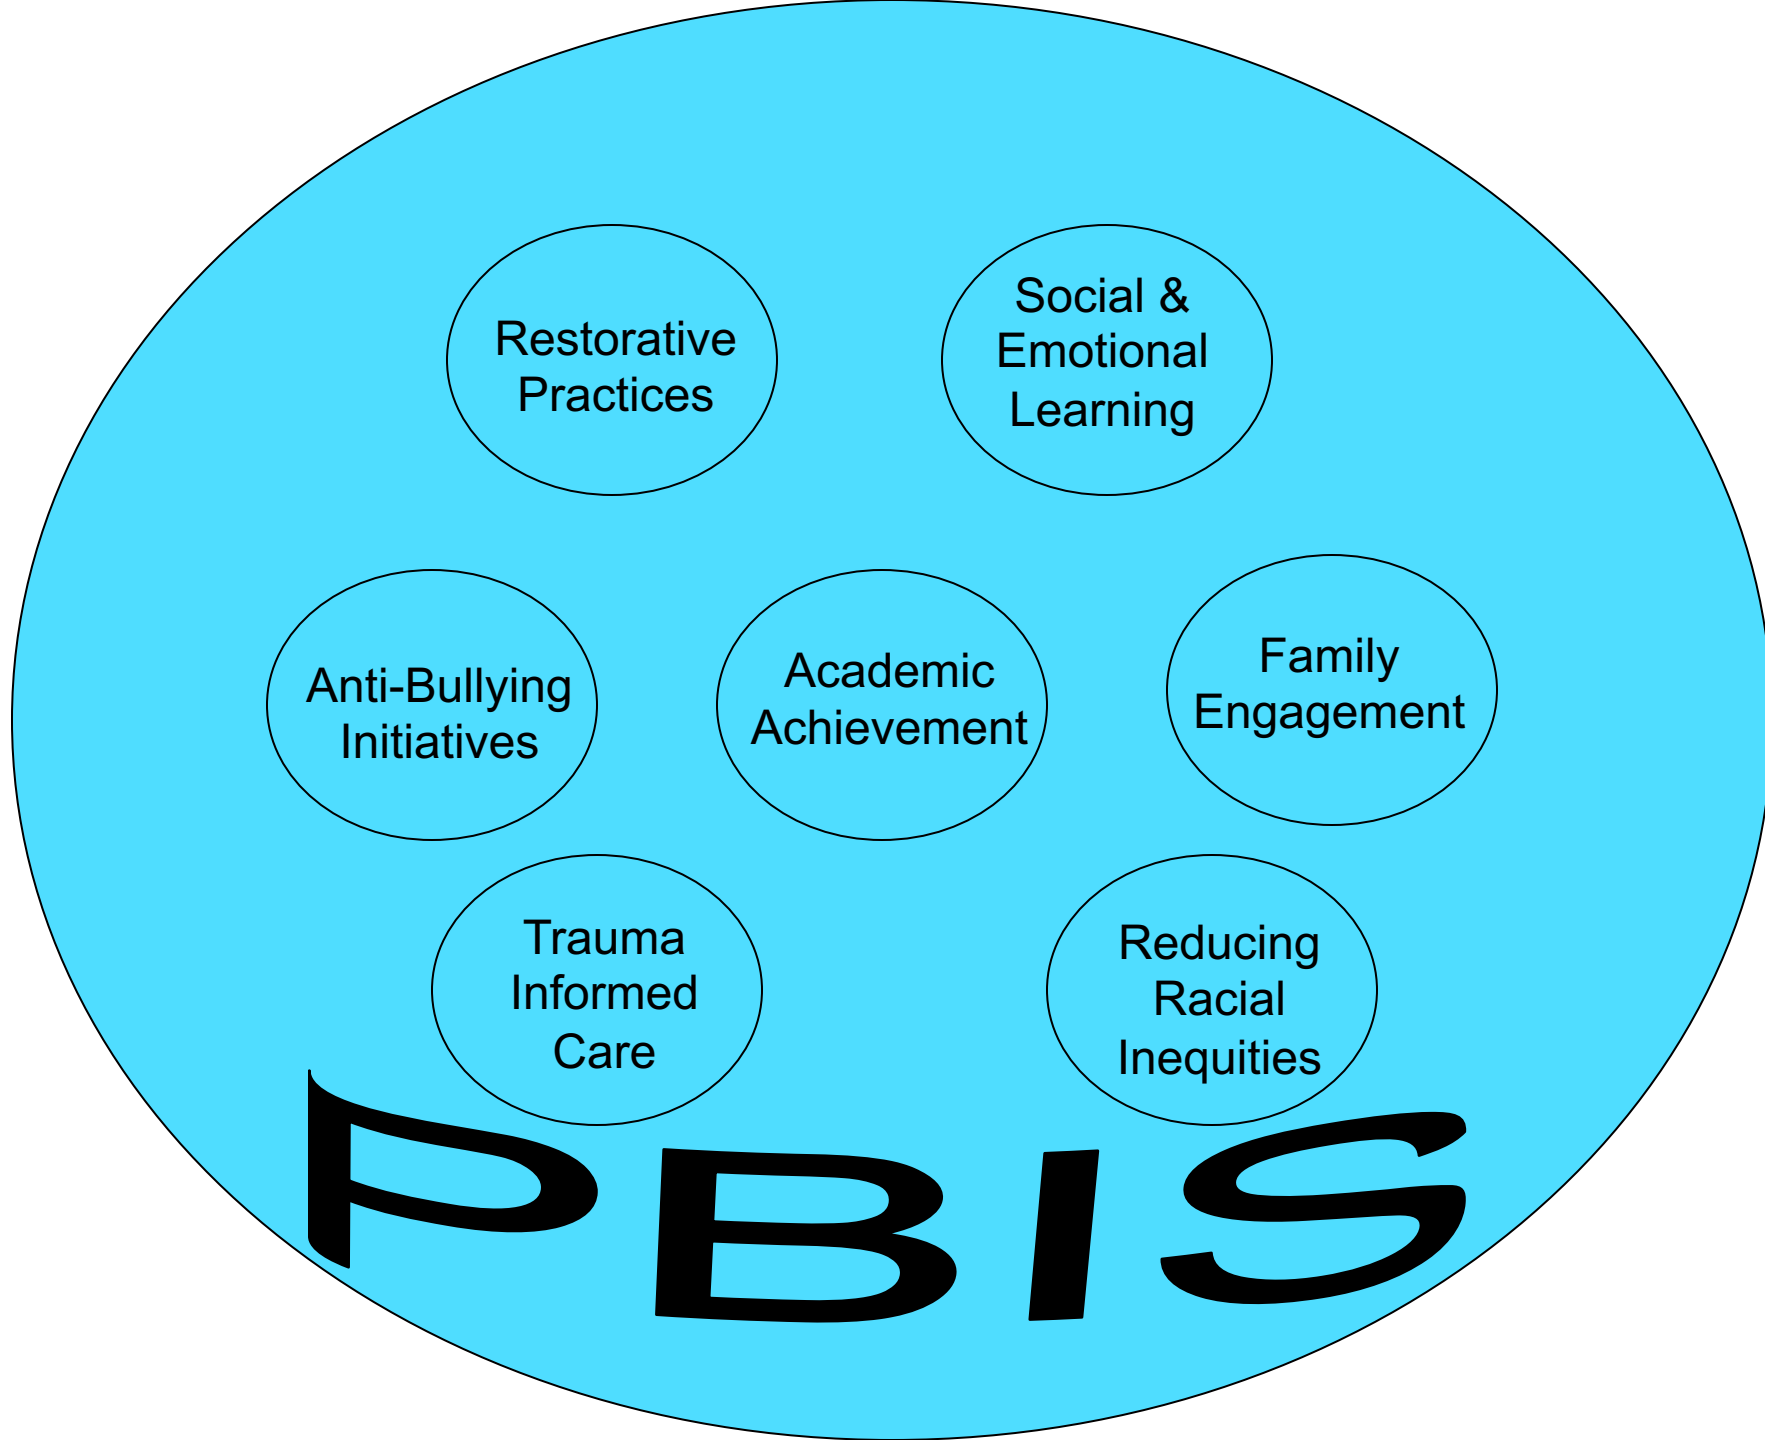 Restorative
Practices
Social &
Emotional
Learning
Anti-Bullying
Initiatives
Academic
Achievement
Family
Engagement
Trauma
Informed
Care
Reducing
Racial
Inequities
PBIS